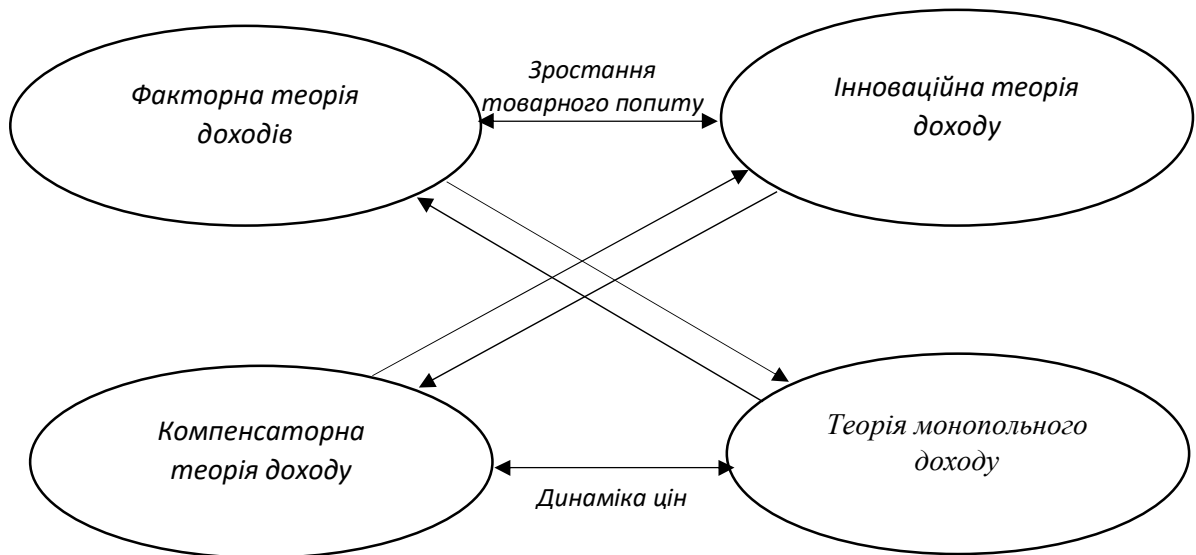 Факторна теорія
доходів
Зростання
товарного попиту
Інноваційна теорія
доходу
Компенсаторна
теорія доходу
Динаміка цін
Теорія монопольного
доходу